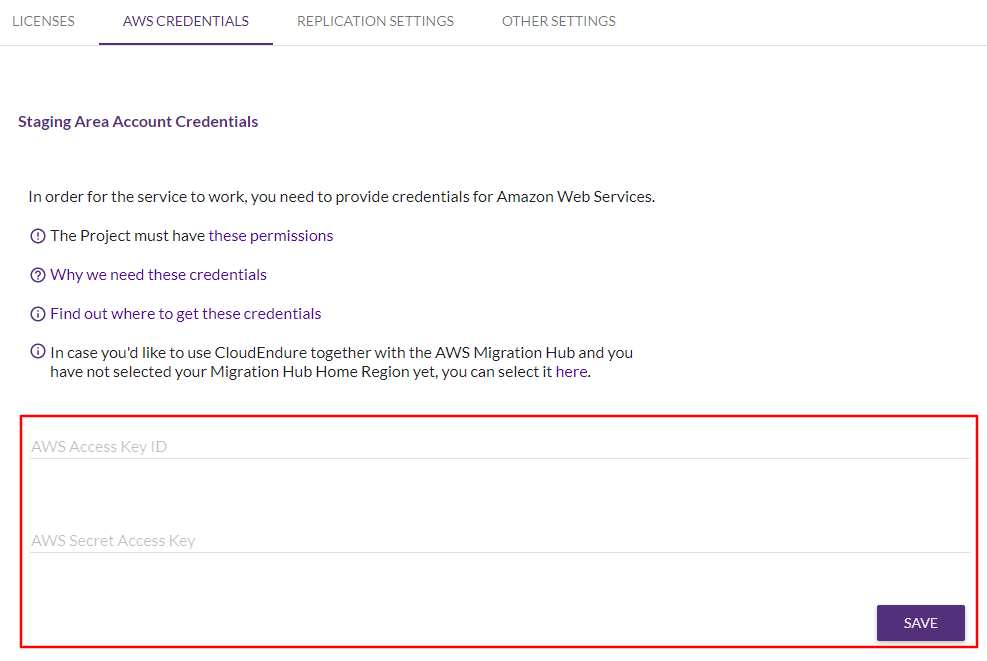 LICENSES AWS CREDENTIALS REPLICATION SETTINGS OTHER SETTINGS
Staging Area Account Credentials
In order for the service to work, you need to provide credentials for Amazon Web Services.
The Project must have these permissions
Why we need these credentials
Find out where to get these credentials
In case you'd like to use CloudEndure together with the AWS Migration Hub and you
have not selected your Migration Hub Home Region yet, you can select it here.
AWS Access Key ID
AWS Secret Access Key
SAVE